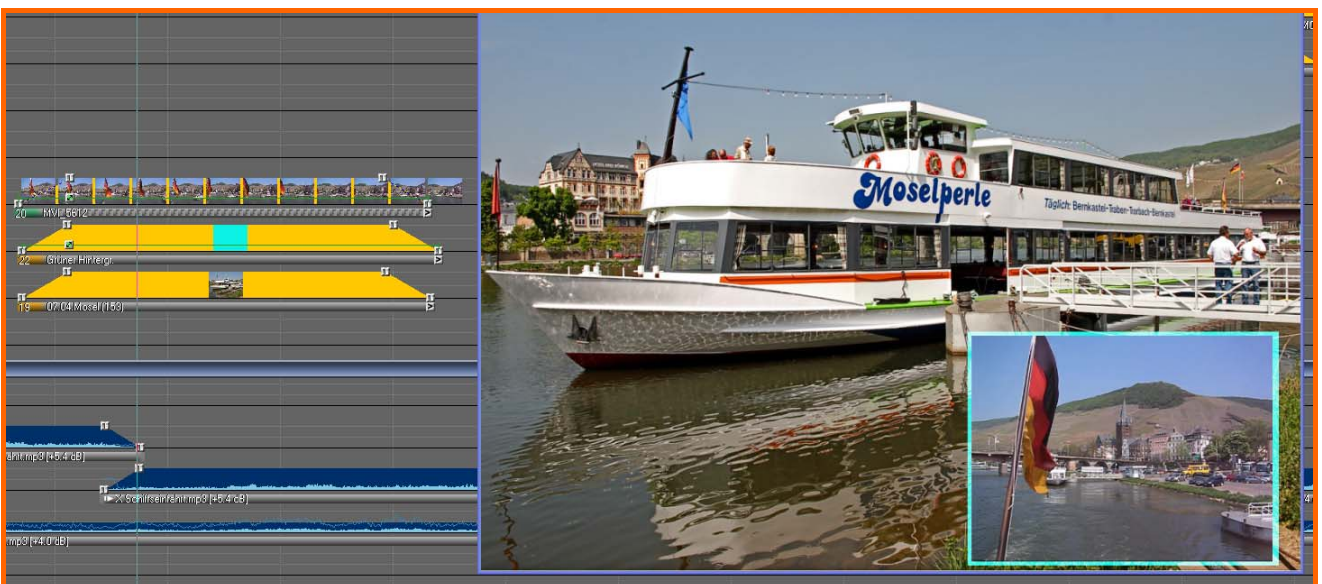 20 MVI_5612
22 Grüner Hintergr.
19 07.04.Mosel (153)
ahrt.mp3 [+5.4 dB]
X Schiffseinfahrt.mp3 [+5.4 dB]
.mp3 [+4.0 dB]
Moselperle
Täglich: Bernkastel-Traben-Trarbach-Bernkastel